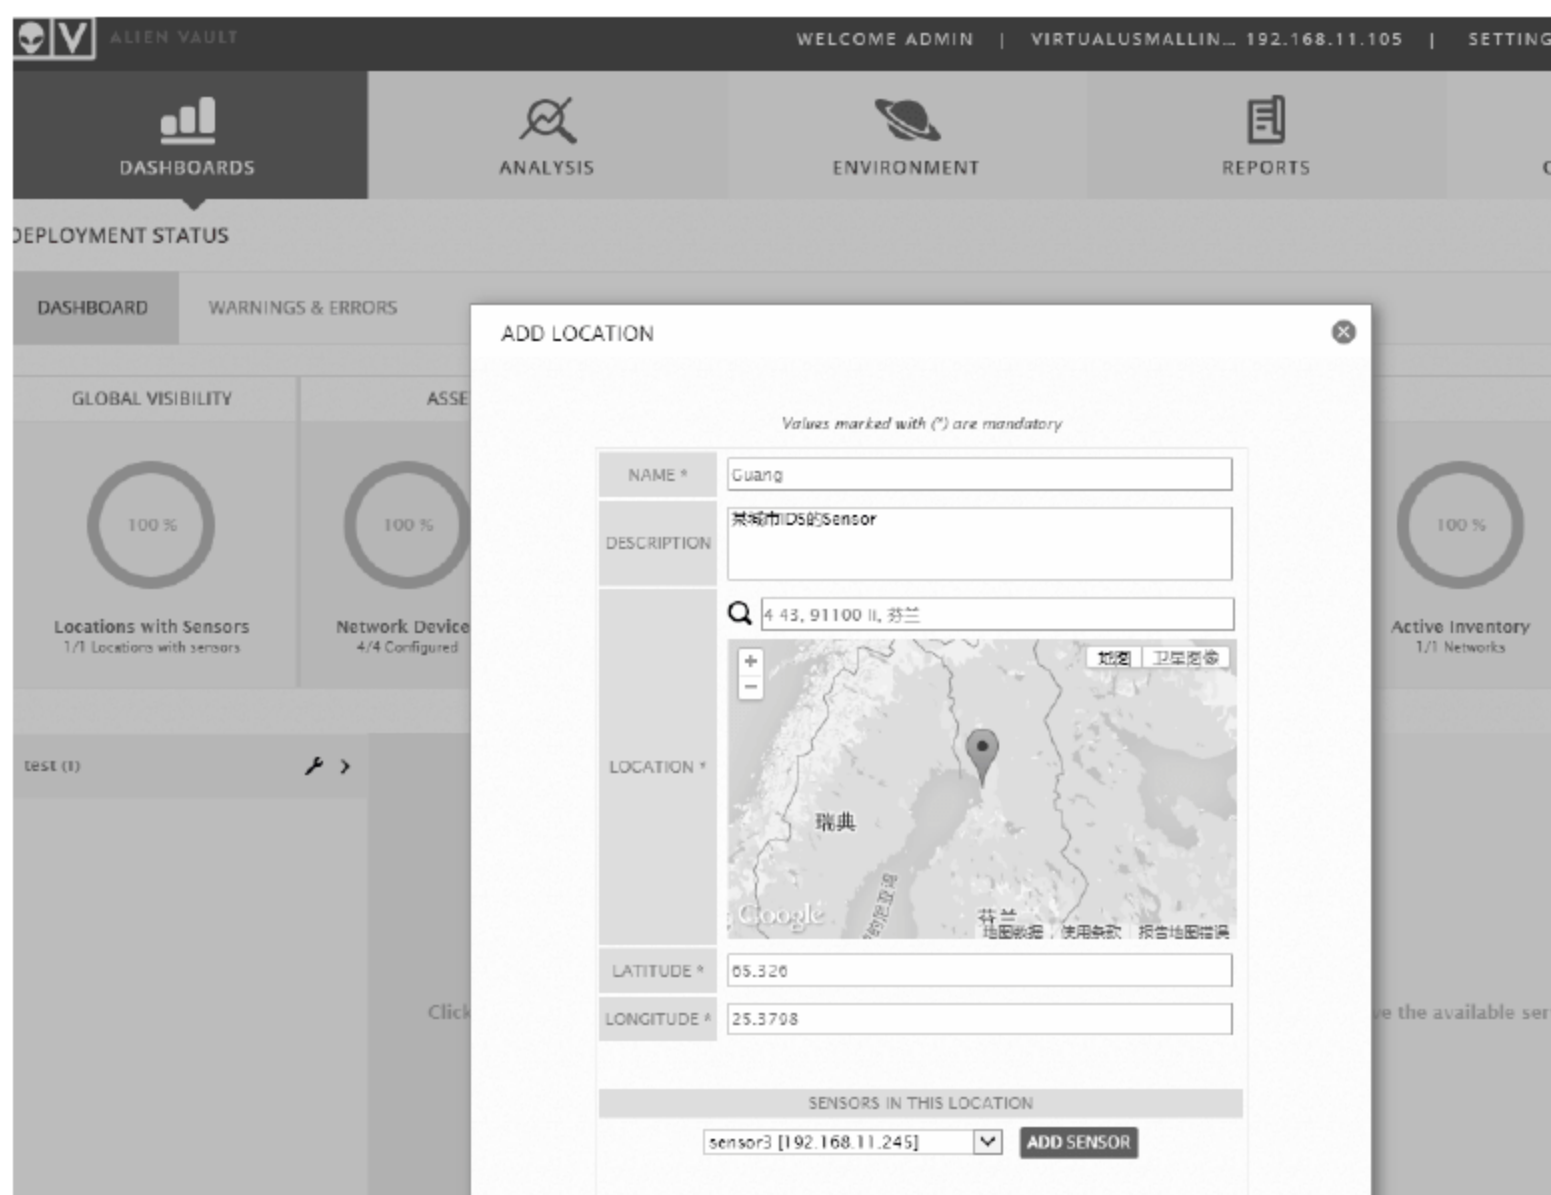 ALIEN VAULT
WELCOME ADMIN | VIRTUALUSMALLIN... 192.168.11.105 | SETTING
DASHBOARDS
ANALYSIS
ENVIRONMENT
REPORTS
DEPLOYMENT STATUS
DASHBOARD
WARNINGS & ERRORS
ADD LOCATION
GLOBAL VISIBILITY
ASSE
Values marked with (*) are mandatory
NAME *
Guang
100 %
100 %
100 %
DESCRIPTION
某城市IDS的Sensor
Locations with Sensors
1/1 Locations with sensors
Network Device
4/4 Configured
Active Inventory
1/1 Networks
4 43, 91100 Ii, 芬兰
+
−
地图
卫星图像
test (1)
LOCATION *
瑞典
芬兰
Google
地图数据
使用条款
报告地图错误
LATITUDE *
65.326
LONGITUDE *
25.3798
Click
ve the available ser
SENSORS IN THIS LOCATION
sensor3 [192.168.11.245]
ADD SENSOR